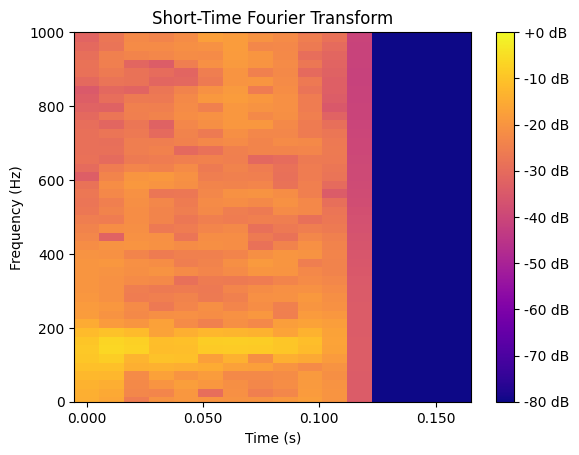 Short-Time Fourier Transform
Frequency (Hz)
1000
800
600
400
200
0
0.000
0.050
0.100
0.150
Time (s)
+0 dB
-10 dB
-20 dB
-30 dB
-40 dB
-50 dB
-60 dB
-70 dB
-80 dB